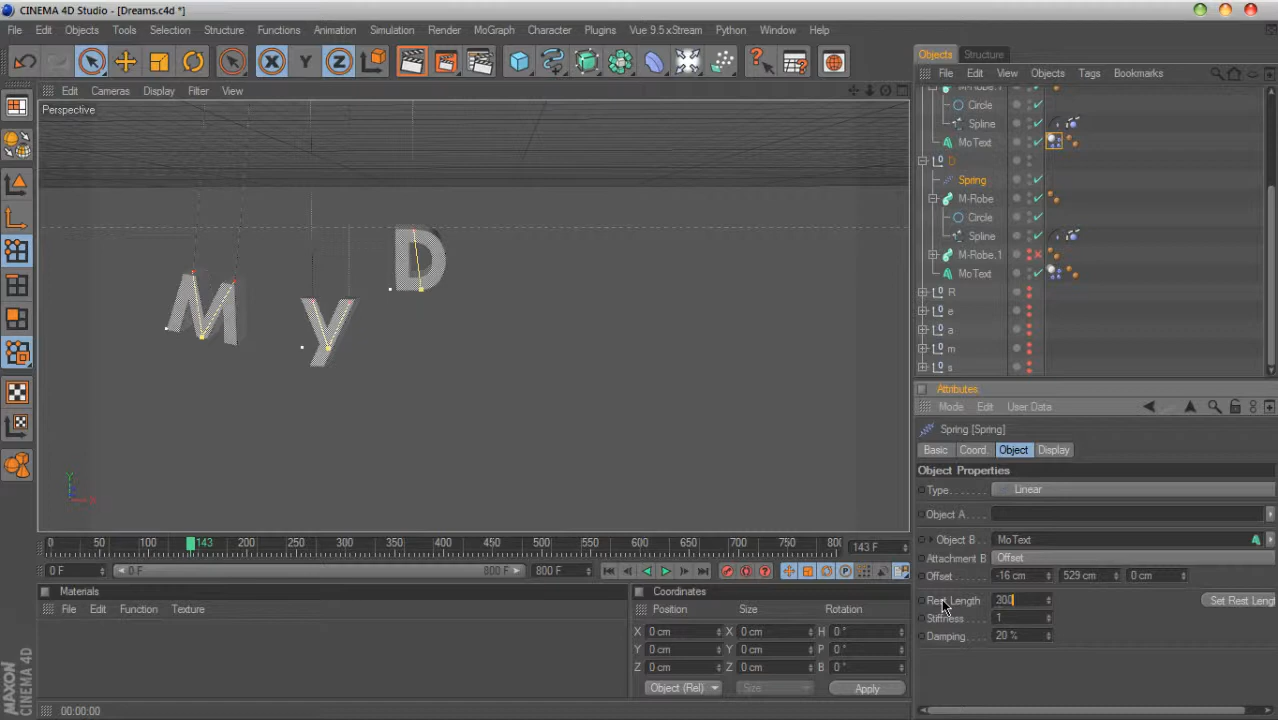 CINEMA 4D Studio - [Dreams.c4d *]
File Edit Objects Tools Selection Structure Functions Animation Simulation Render MoGraph Character Plugins Vue 9.5 xStream Python Window Help
Objects Structure
File Edit View Objects Tags Bookmarks
Edit Cameras Display Filter View
Perspective
M-Robe.1
Circle
Spline
MoText
D
Spring
M-Robe
Circle
Spline
M-Robe.1
MoText
R
e
a
m
s
M y D
Attributes
Mode Edit User Data
Spring [Spring]
Basic Coord. Object Display
Object Properties
Type Linear
Object A
Object B MoText
Attachment B Offset
Offset -16 cm 529 cm 0 cm
Rest Length 300 Set Rest Lengt
Stiffness 1
Damping 20 %
0 50 100 143 200 250 300 350 400 450 500 550 600 650 700 750 80 143 F
0 F 0 F 800 F 800 F
Materials
File Edit Function Texture
Coordinates
Position Size Rotation
X 0 cm X 0 cm H 0 °
Y 0 cm Y 0 cm P 0 °
Z 0 cm Z 0 cm B 0 °
Object (Rel) Size Apply
MAXON CINEMA 4D
00:00:00